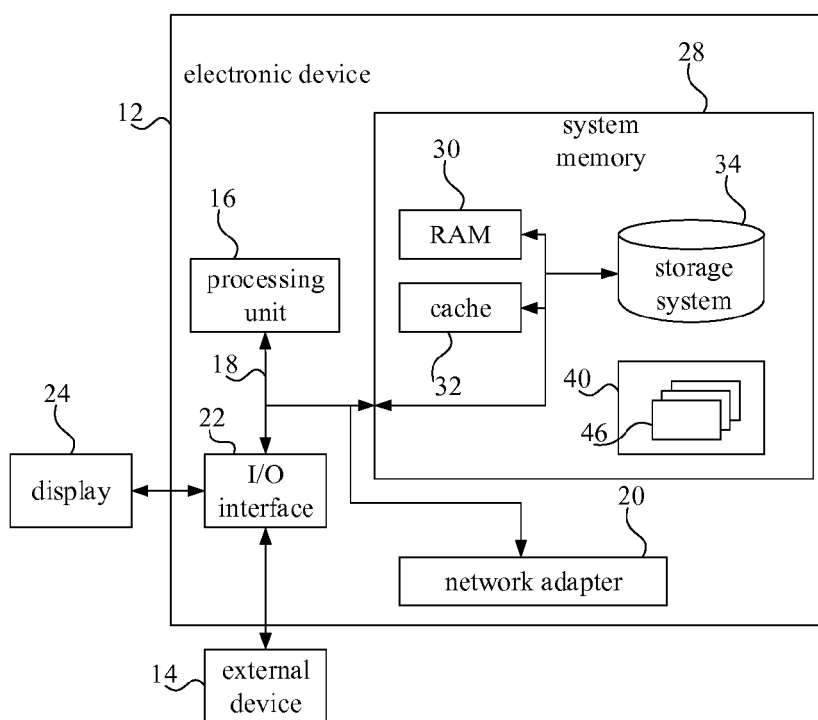 electronic device
12
28
system
memory
30
34
16
RAM
storage
system
processing
unit
cache
18
32
40
46
24
22
display
I/O
interface
20
network adapter
14
external
device